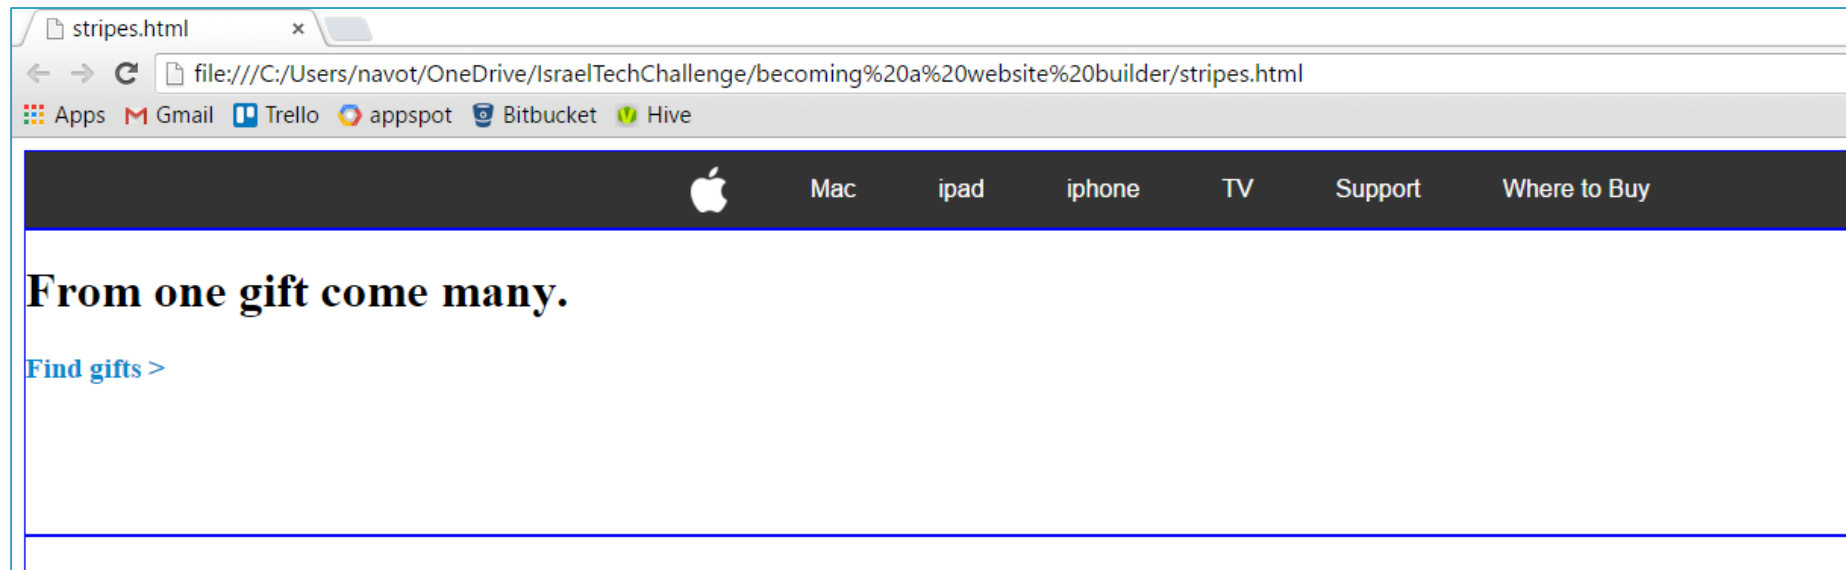 stripes.html
file:///C:/Users/navot/OneDrive/IsraelTechChallenge/becoming%20a%20website%20builder/stripes.html
Apps Gmail Trello appspot Bitbucket Hive
Mac ipad iphone TV Support Where to Buy
From one gift come many.
Find gifts >